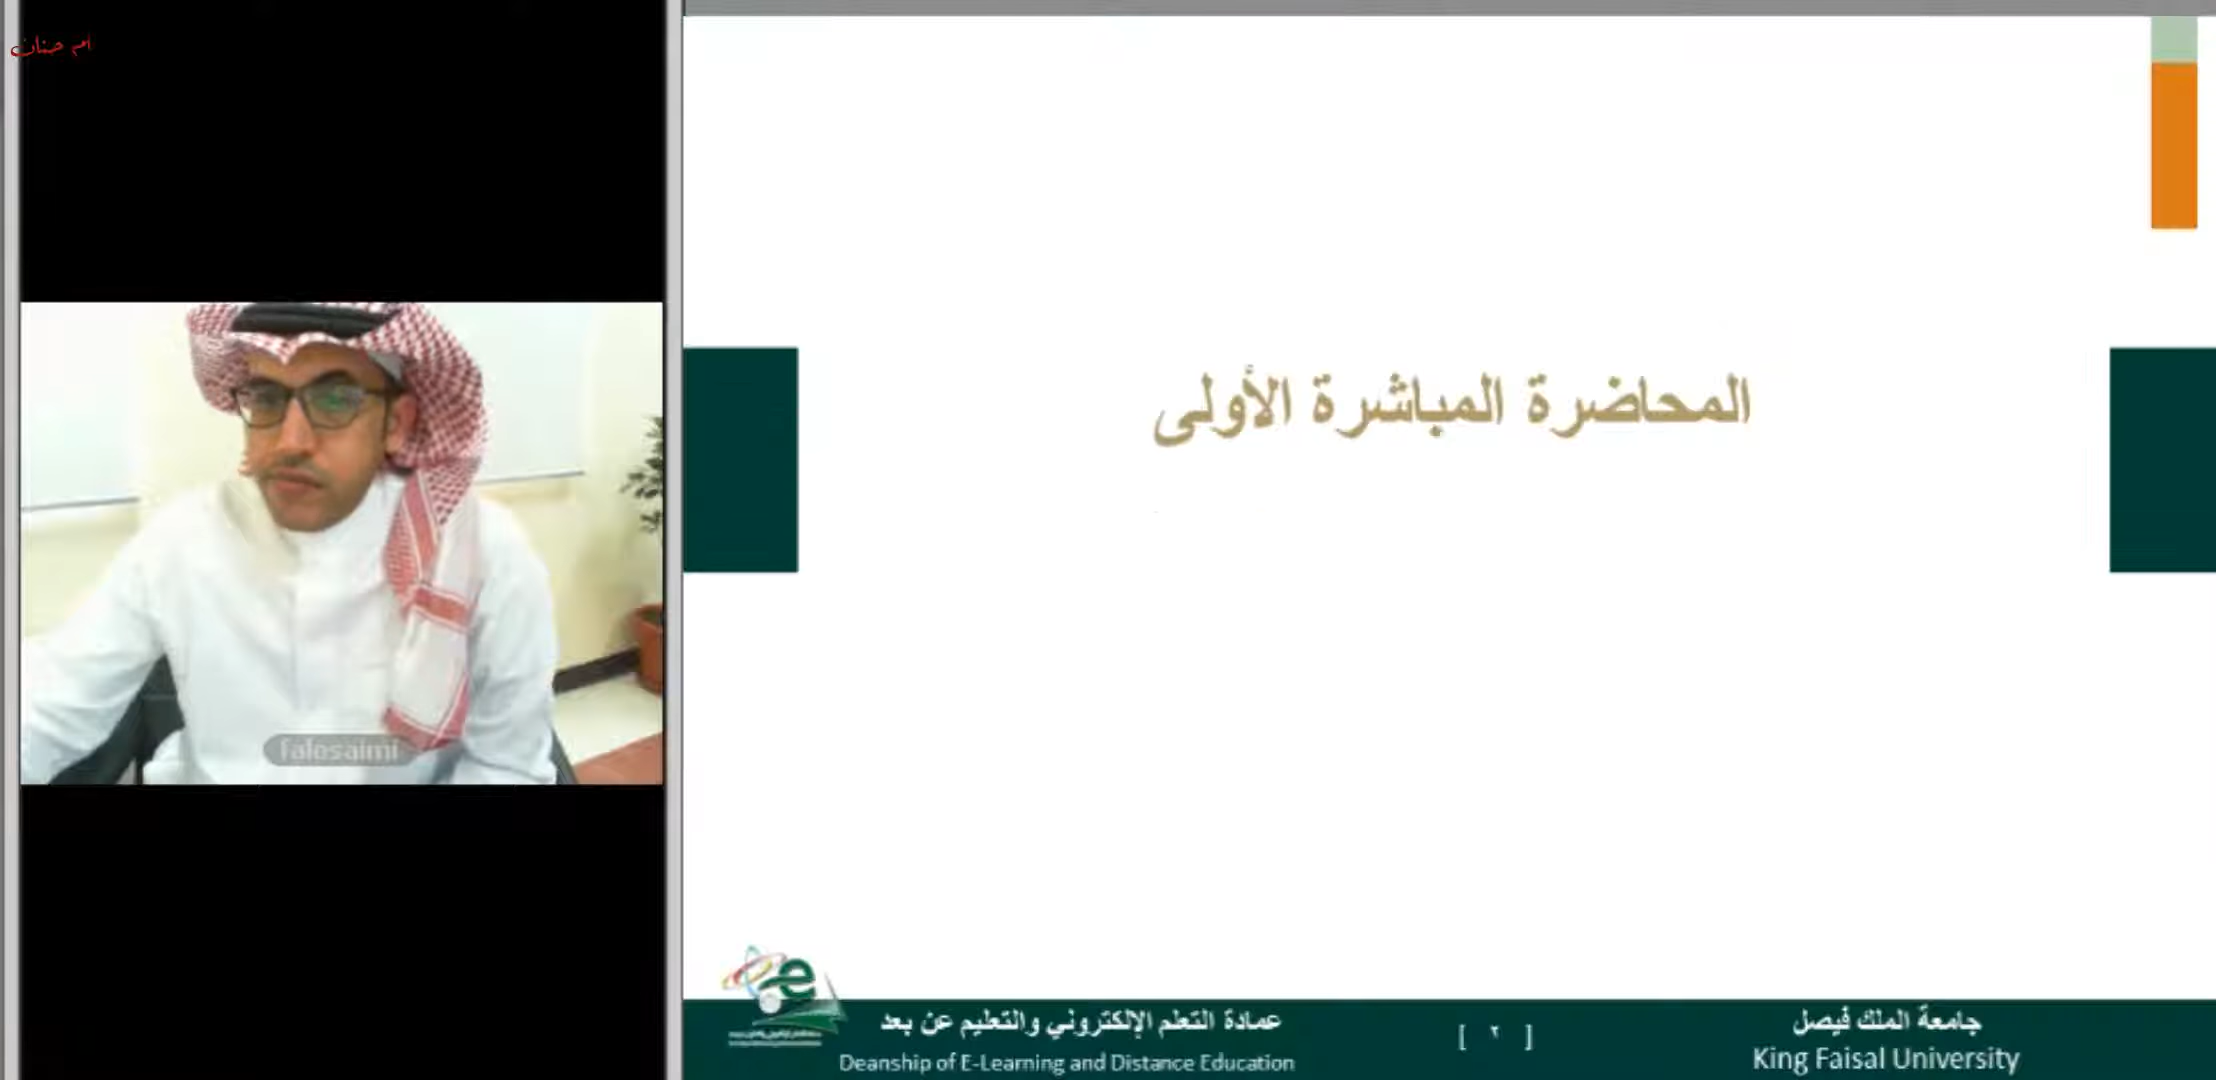 ام حنان
falosaimi
المحاضرة المباشرة الأولى
جامعة الملك فيصل
King Faisal University
[ ٢ ]
عمادة التعلم الإلكتروني والتعليم عن بعد
Deanship of E-Learning and Distance Education